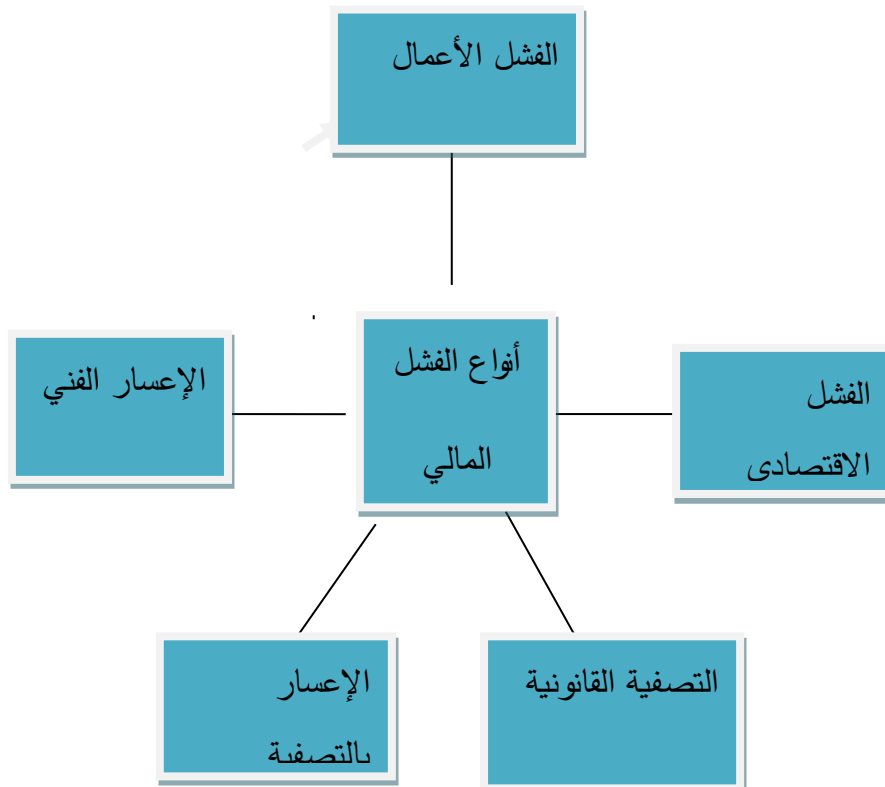 الفشل الأعمال
أنواع الفشل
المالي
الفشل
الاقتصادى
الإعسار الفني
التصفية القانونية
الإعسار
بالتصفية